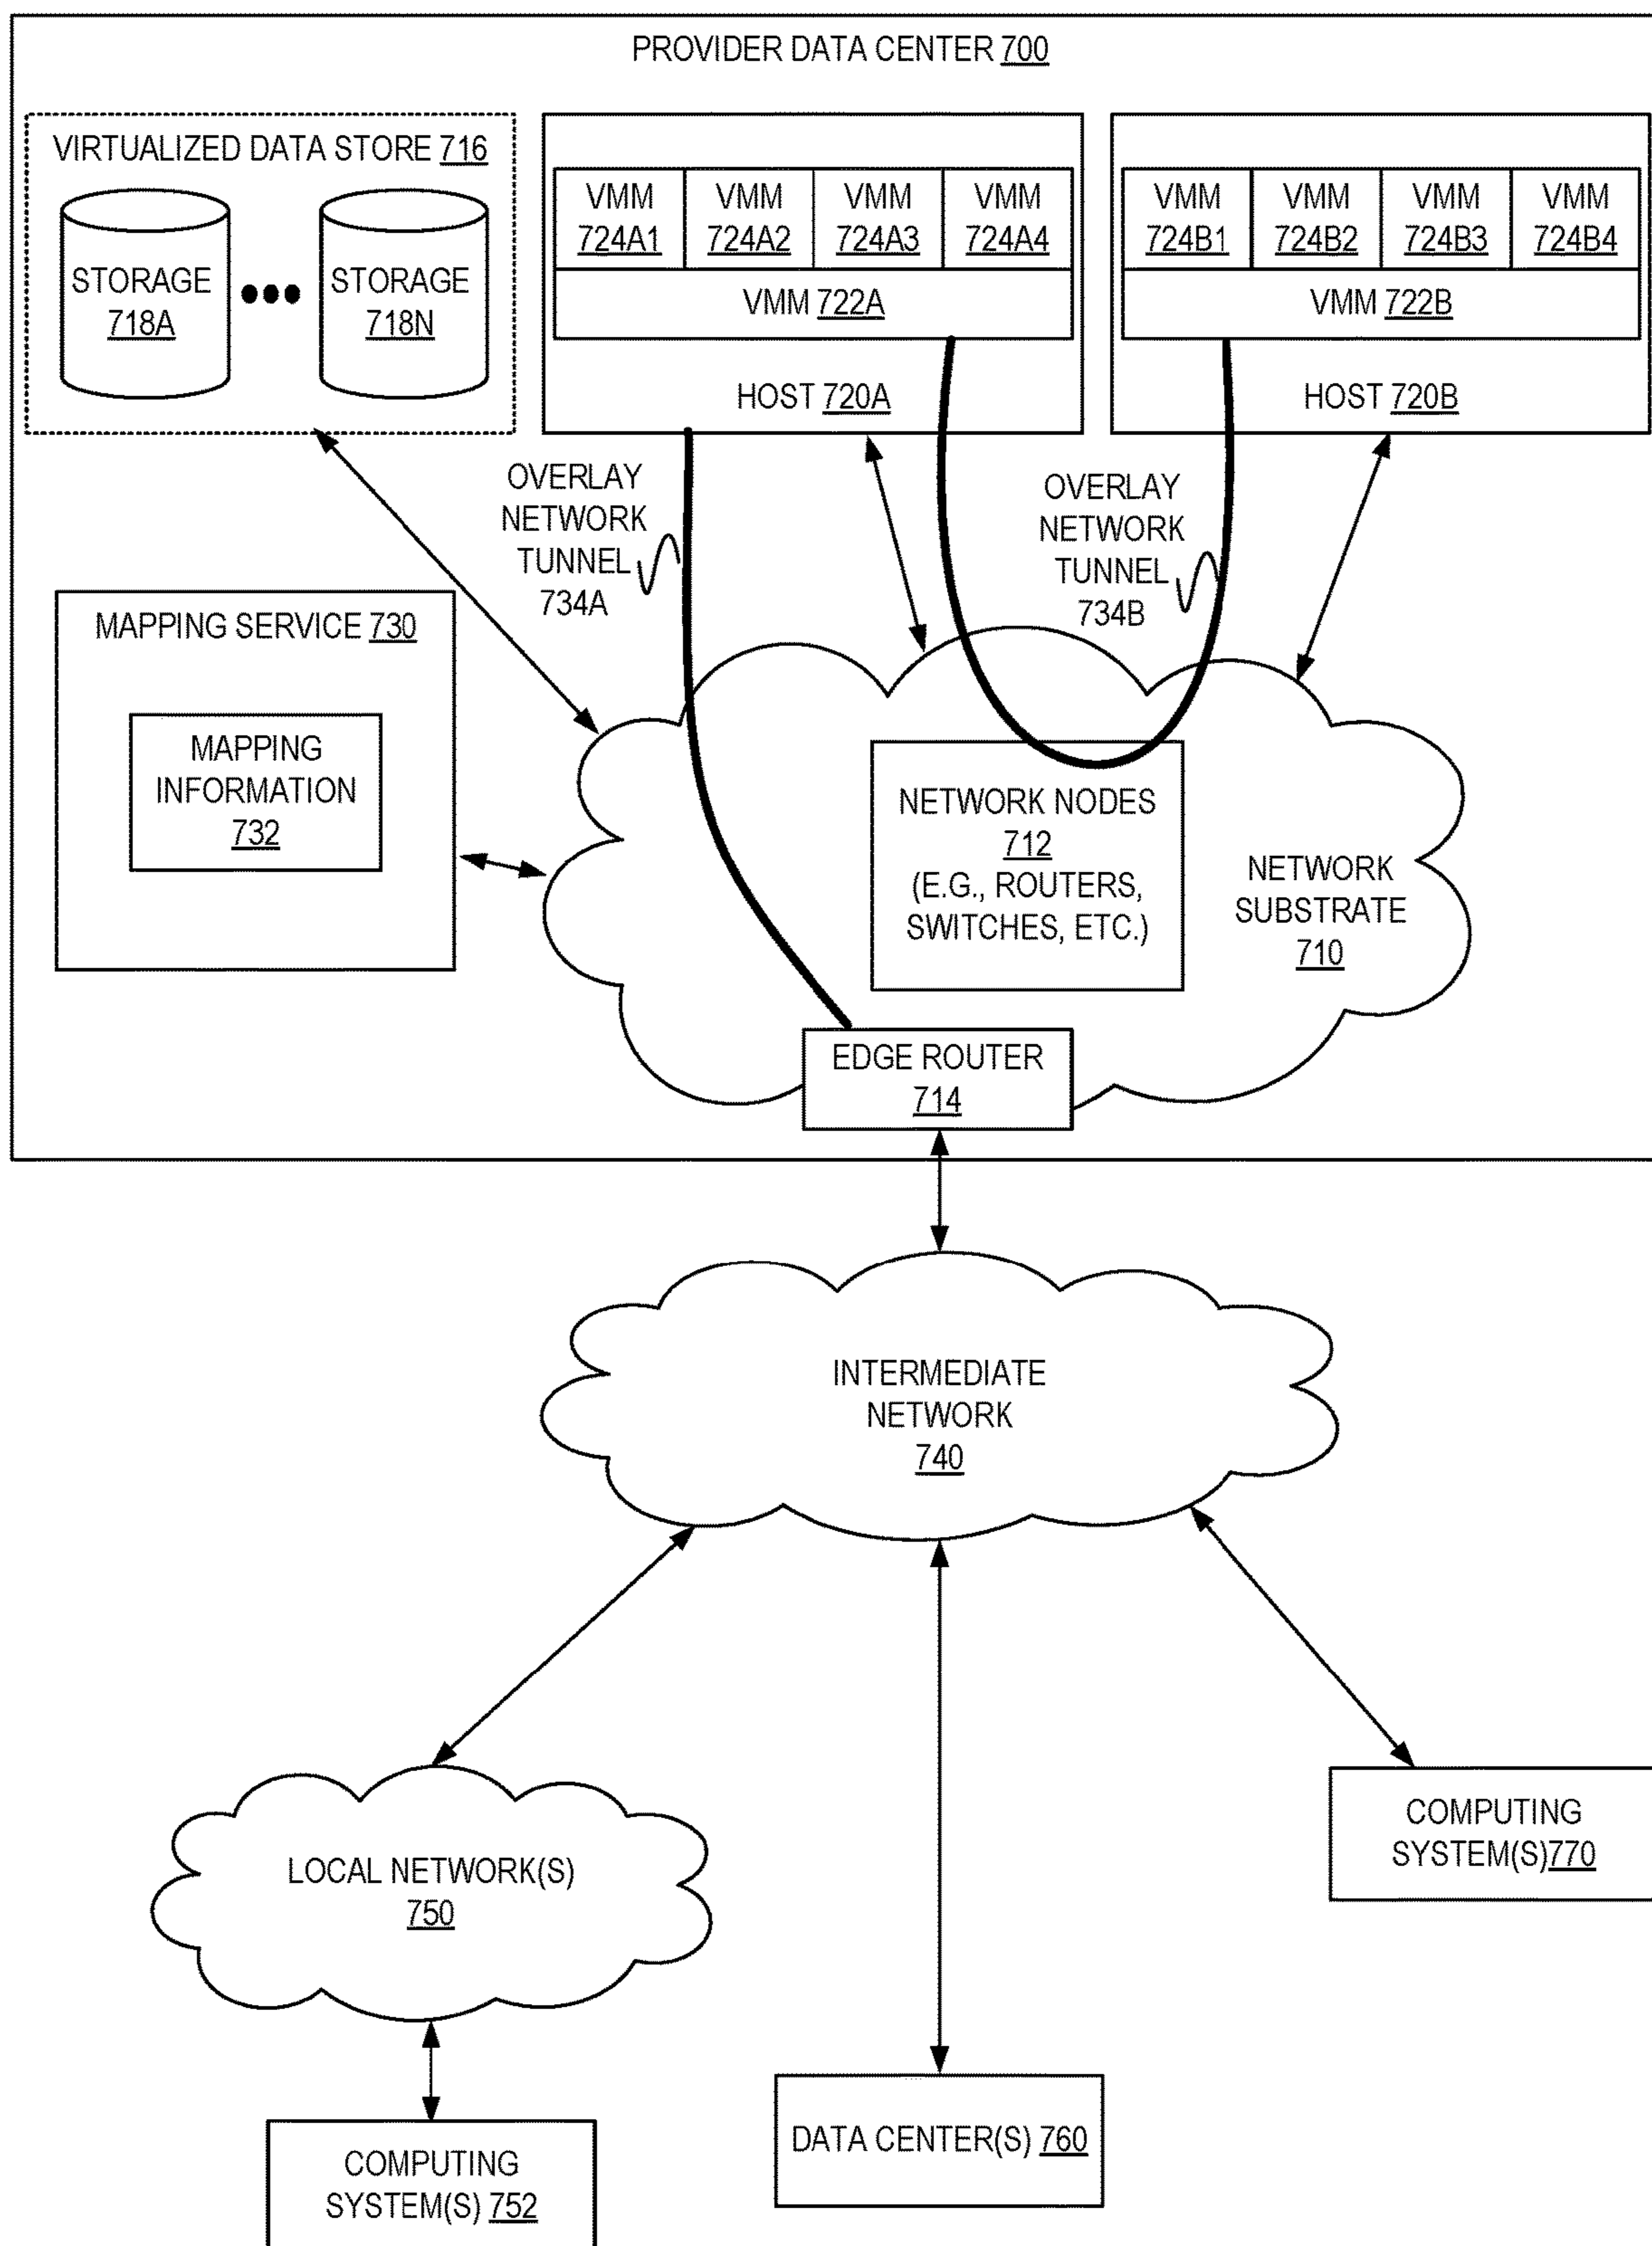 PROVIDER DATA CENTER 700
VIRTUALIZED DATA STORE 716
STORAGE
718A
STORAGE
718N
VMM
724A1
VMM
724A2
VMM
724A3
VMM
724A4
VMM 722A
HOST 720A
VMM
724B1
VMM
724B2
VMM
724B3
VMM
724B4
VMM 722B
HOST 720B
OVERLAY
NETWORK
TUNNEL
734A
OVERLAY
NETWORK
TUNNEL
734B
MAPPING SERVICE 730
MAPPING
INFORMATION
732
NETWORK NODES
712
(E.G., ROUTERS,
SWITCHES, ETC.)
NETWORK
SUBSTRATE
710
EDGE ROUTER
714
INTERMEDIATE
NETWORK
740
LOCAL NETWORK(S)
750
COMPUTING
SYSTEM(S)770
DATA CENTER(S) 760
COMPUTING
SYSTEM(S) 752